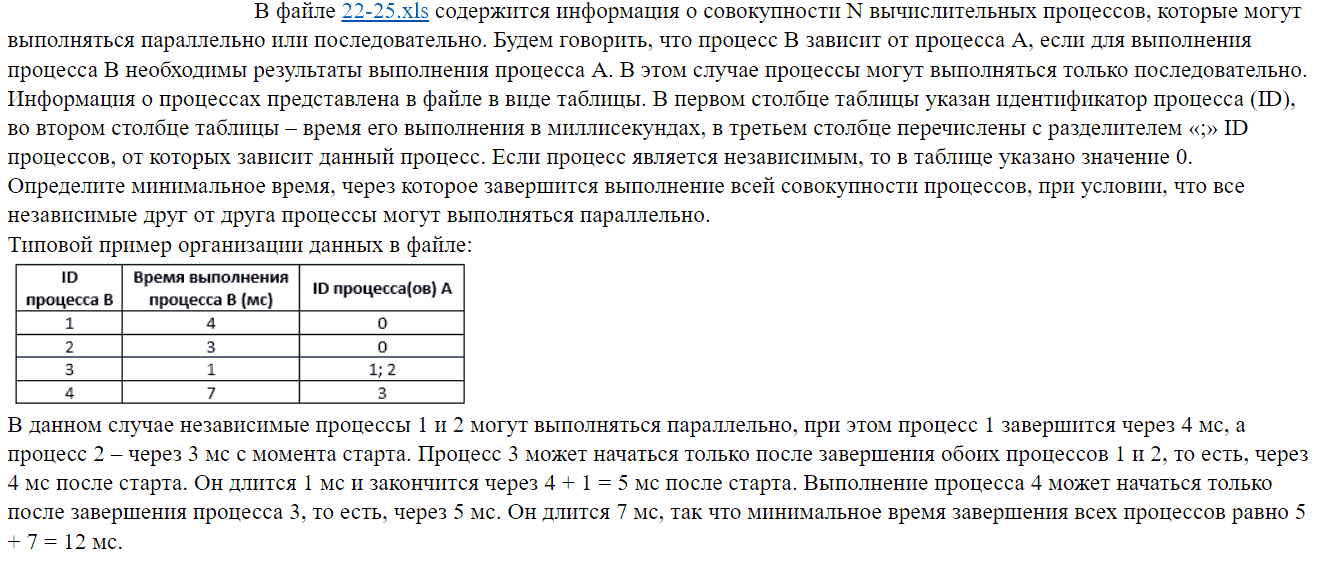 В файле 22-25.xls содержится информация о совокупности N вычислительных процессов, которые могут
выполняться параллельно или последовательно. Будем говорить, что процесс B зависит от процесса A, если для выполнения
процесса B необходимы результаты выполнения процесса A. В этом случае процессы могут выполняться только последовательно.
Информация о процессах представлена в файле в виде таблицы. В первом столбце таблицы указан идентификатор процесса (ID),
во втором столбце таблицы – время его выполнения в миллисекундах, в третьем столбце перечислены с разделителем «;» ID
процессов, от которых зависит данный процесс. Если процесс является независимым, то в таблице указано значение 0.
Определите минимальное время, через которое завершится выполнение всей совокупности процессов, при условии, что все
независимые друг от друга процессы могут выполняться параллельно.
Типовой пример организации данных в файле:
ID процесса B | Время выполнения процесса B (мс) | ID процесса(ов) A
1 | 4 | 0
2 | 3 | 0
3 | 1 | 1; 2
4 | 7 | 3
В данном случае независимые процессы 1 и 2 могут выполняться параллельно, при этом процесс 1 завершится через 4 мс, а
процесс 2 – через 3 мс с момента старта. Процесс 3 может начаться только после завершения обоих процессов 1 и 2, то есть, через
4 мс после старта. Он длится 1 мс и закончится через 4 + 1 = 5 мс после старта. Выполнение процесса 4 может начаться только
после завершения процесса 3, то есть, через 5 мс. Он длится 7 мс, так что минимальное время завершения всех процессов равно 5
+ 7 = 12 мс.